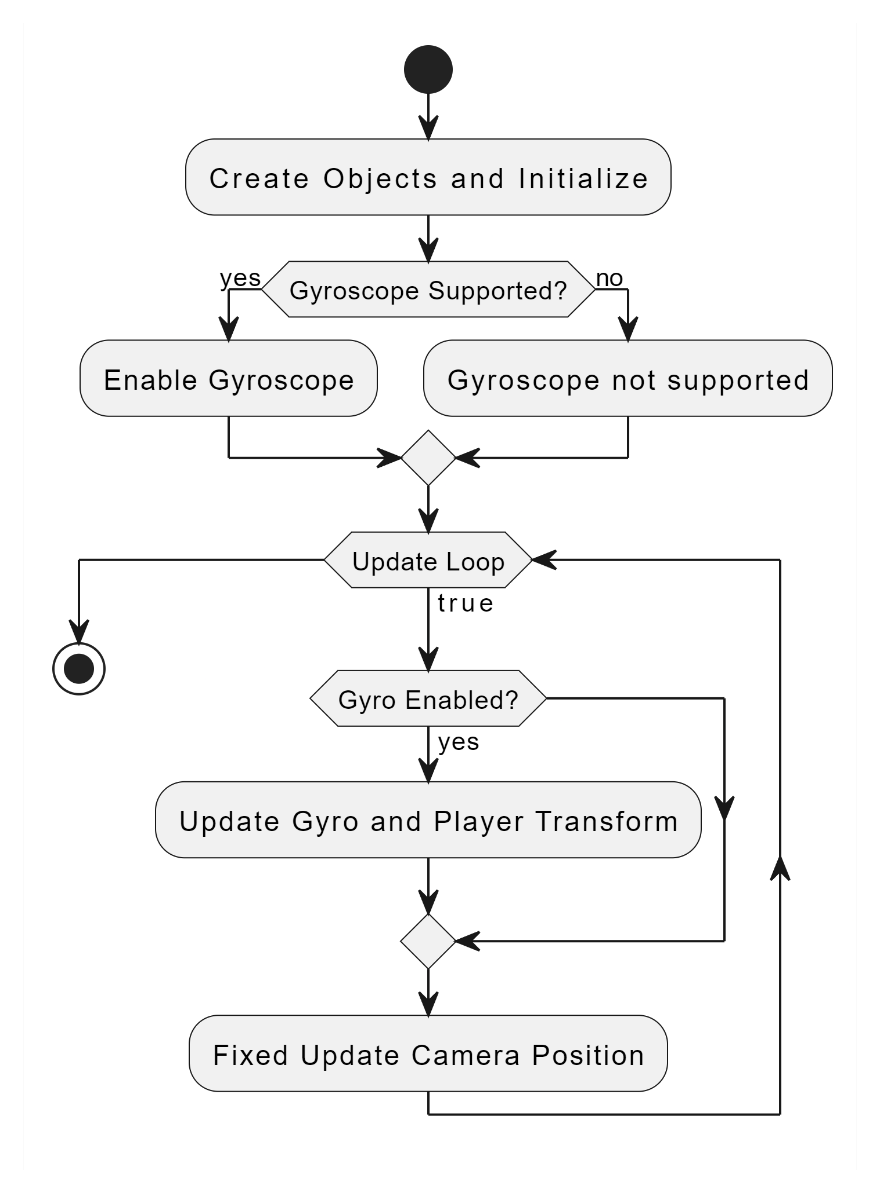 Create Objects and Initialize
yes
Gyroscope Supported?
no
Enable Gyroscope
Gyroscope not supported
Update Loop
true
Gyro Enabled?
yes
Update Gyro and Player Transform
Fixed Update Camera Position